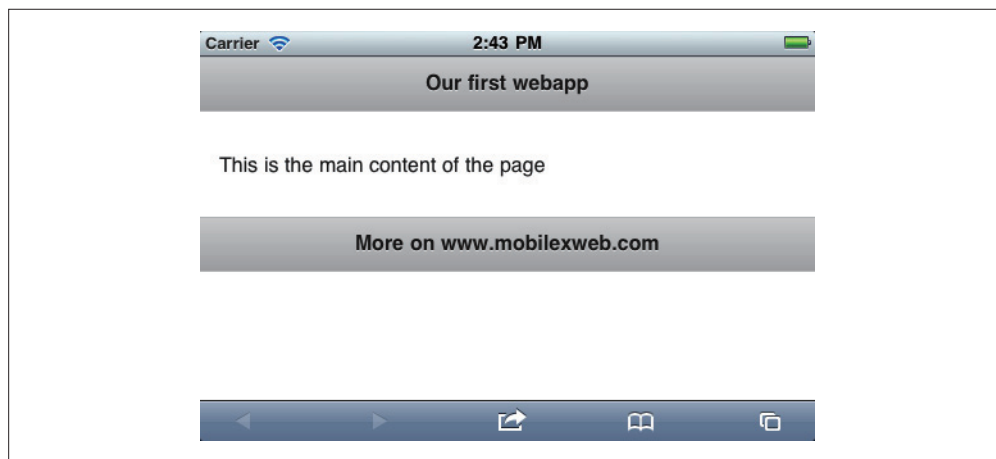 Carrier
2:43 PM
Our first webapp
This is the main content of the page
More on www.mobilexweb.com